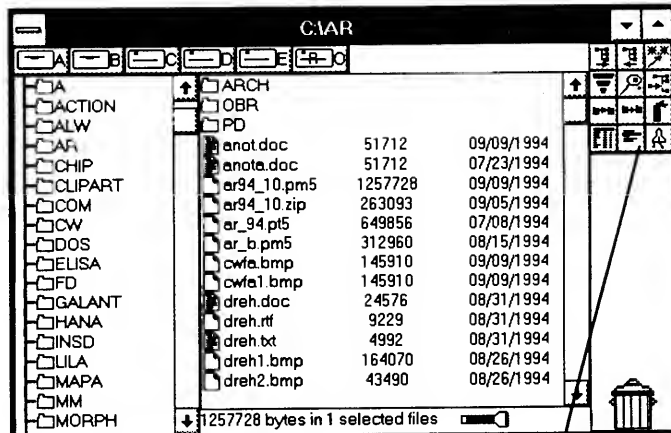 C:\AR
A B C D E R O
A
ACTION
ALW
AR
CHIP
CLIPART
COM
CW
DOS
ELISA
FD
GALANT
HANA
INSD
LILA
MAPA
MM
MORPH
ARCH
OBR
PD
anot.doc 51712 09/09/1994
anota.doc 51712 07/23/1994
ar94_10.pm5 1257728 09/09/1994
ar94_10.zip 263093 09/05/1994
ar_94.pt5 649856 07/08/1994
ar_b.pm5 312960 08/15/1994
cwfa.bmp 145910 09/09/1994
cwfa1.bmp 145910 09/09/1994
dreh.doc 24576 08/31/1994
dreh.rtf 9229 08/31/1994
dreh.txt 4992 08/31/1994
dreh1.bmp 164070 08/26/1994
dreh2.bmp 43490 08/26/1994
1257728 bytes in 1 selected files